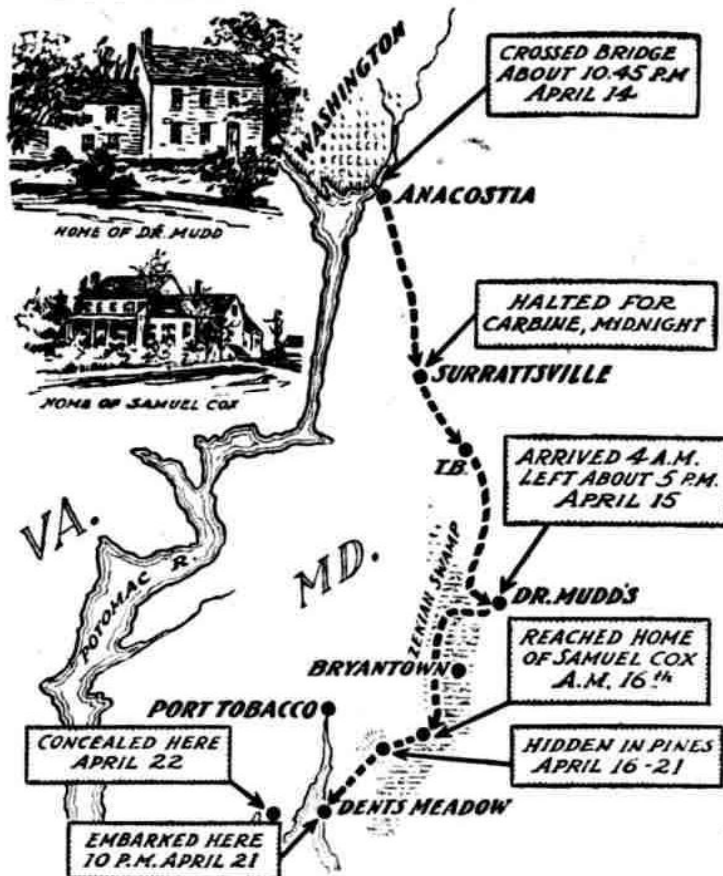 WASHINGTON
CROSSED BRIDGE
ABOUT 10.45 P.M
APRIL 14
ANACOSTIA
HOME OF DR. MUDD
HALTED FOR
CARBINE, MIDNIGHT
SURRATTSVILLE
HOME OF SAMUEL COX
T.B.
ARRIVED 4 A.M.
LEFT ABOUT 5 P.M.
APRIL 15
VA.
POTOMAC R.
MD.
ZEKIAH SWAMP
DR. MUDD'S
REACHED HOME
OF SAMUEL COX
A.M. 16th
BRYANTOWN
PORT TOBACCO
CONCEALED HERE
APRIL 22
HIDDEN IN PINES
APRIL 16-21
DENTS MEADOW
EMBARKED HERE
10 P.M. APRIL 21